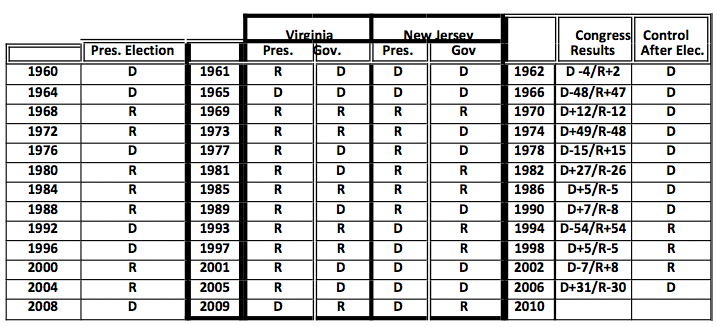 Virginia New Jersey Congress Control
Pres. Election Pres. Gov. Pres. Gov Results After Elec.
1960 D 1961 R D D D 1962 D -4/R+2 D
1964 D 1965 D D D D 1966 D-48/R+47 D
1968 R 1969 R R R R 1970 D+12/R-12 D
1972 R 1973 R R R D 1974 D+49/R-48 D
1976 D 1977 R D R D 1978 D-15/R+15 D
1980 R 1981 R D R R 1982 D+27/R-26 D
1984 R 1985 R R R R 1986 D+5/R-5 D
1988 R 1989 R D R D 1990 D+7/R-8 D
1992 D 1993 R R D R 1994 D-54/R+54 R
1996 D 1997 R R D R 1998 D+5/R-5 R
2000 R 2001 R D D D 2002 D-7/R+8 R
2004 R 2005 R D D D 2006 D+31/R-30 D
2008 D 2009 D R D R 2010